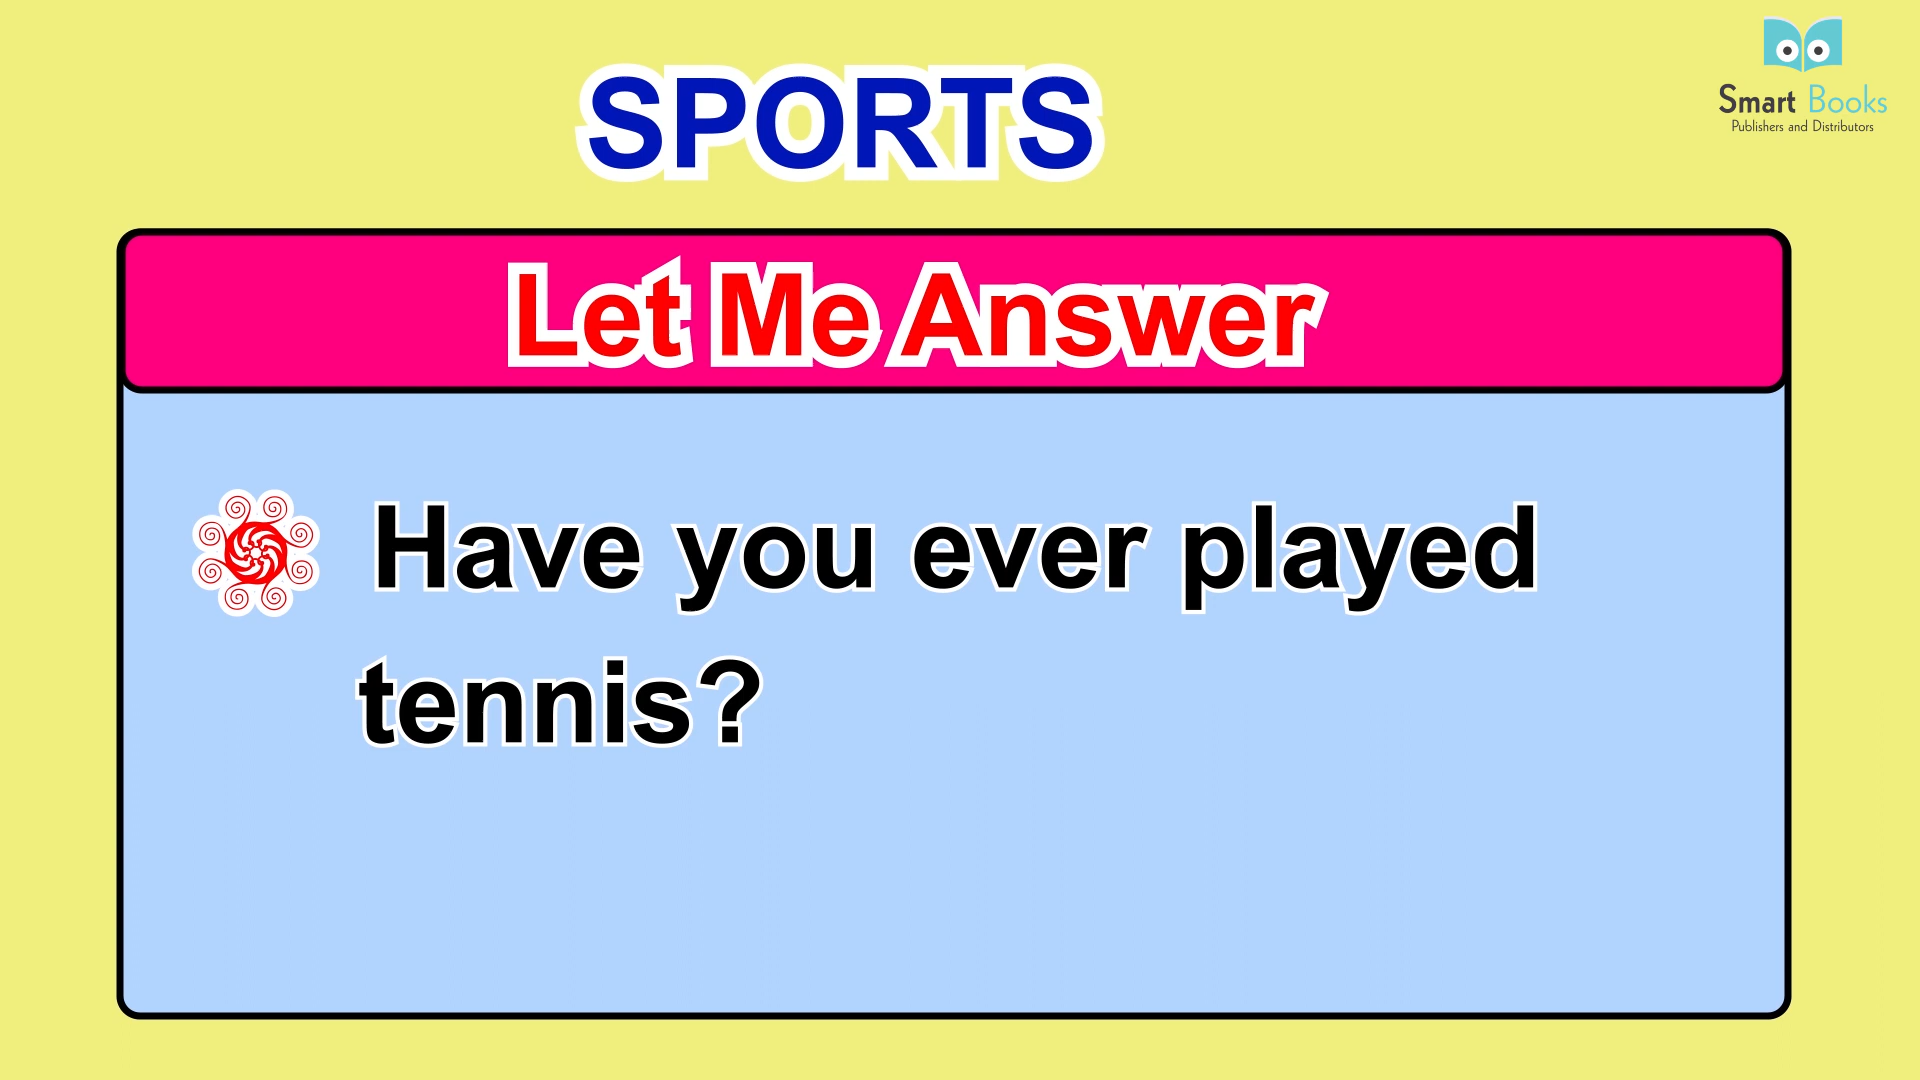 SPORTS
Smart Books
Publishers and Distributors
Let Me Answer
Have you ever played
tennis?